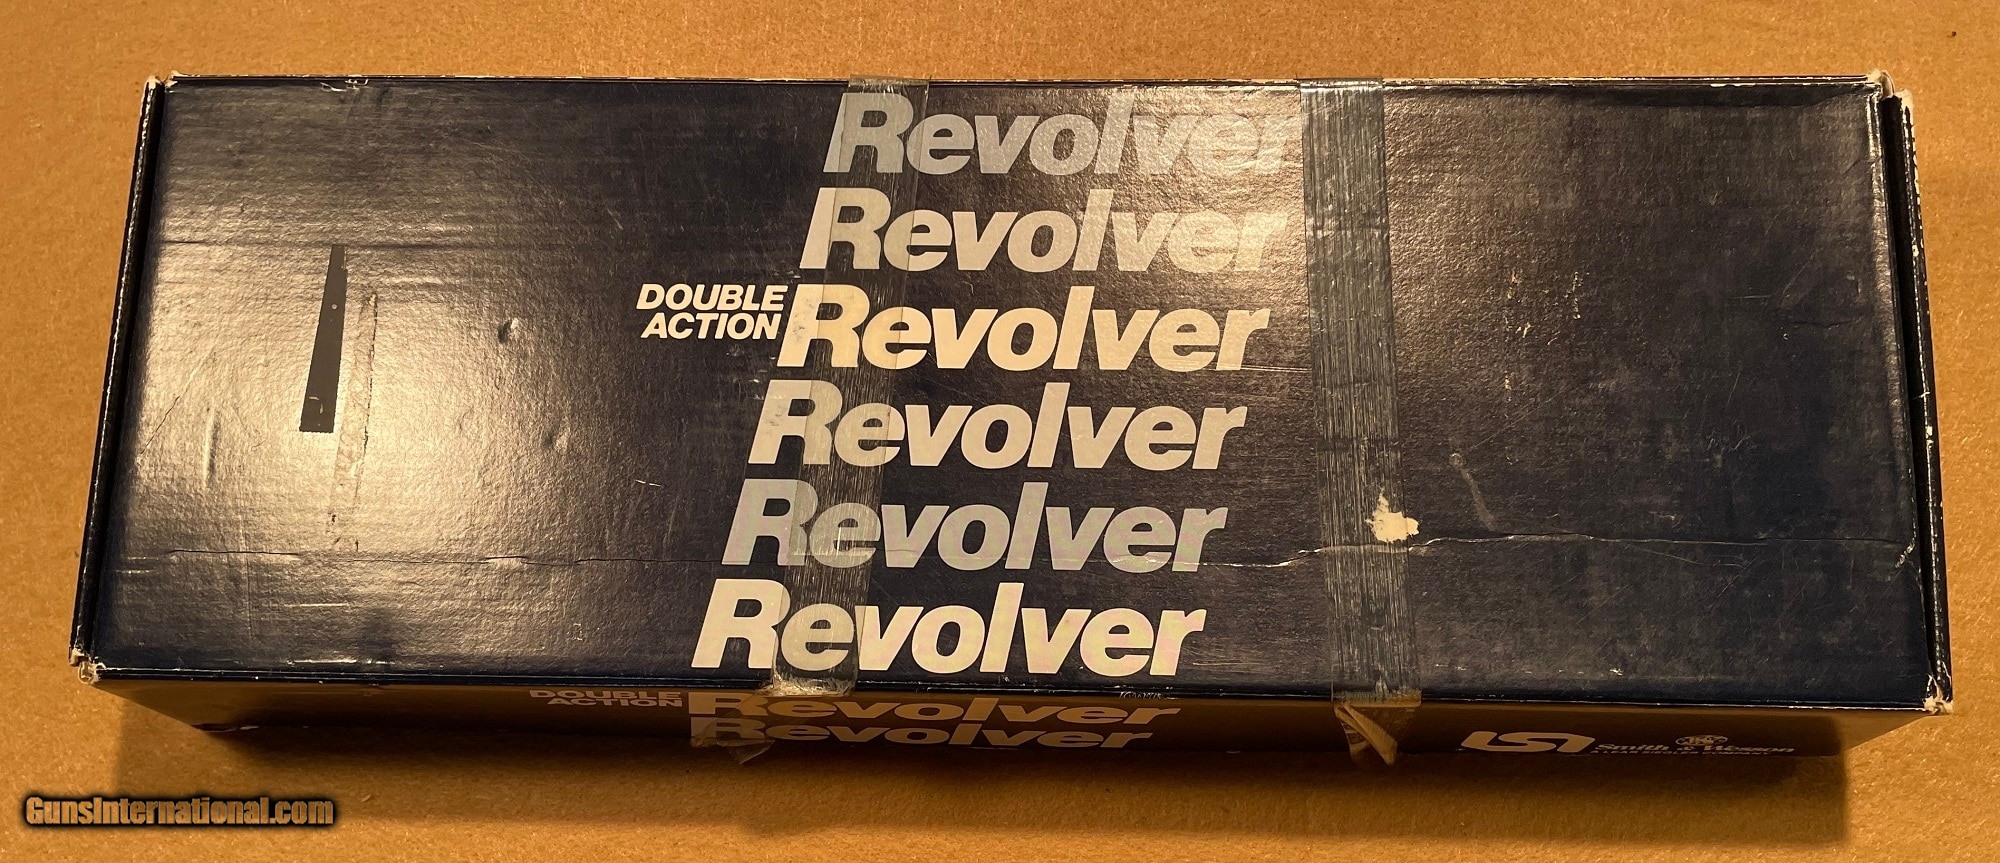 Revolver
Revolver
DOUBLE
ACTION
Revolver
Revolver
Revolver
Revolver
DOUBLE
ACTION
Revolver
Revolver
Smith & Wesson
GunsInternational.com